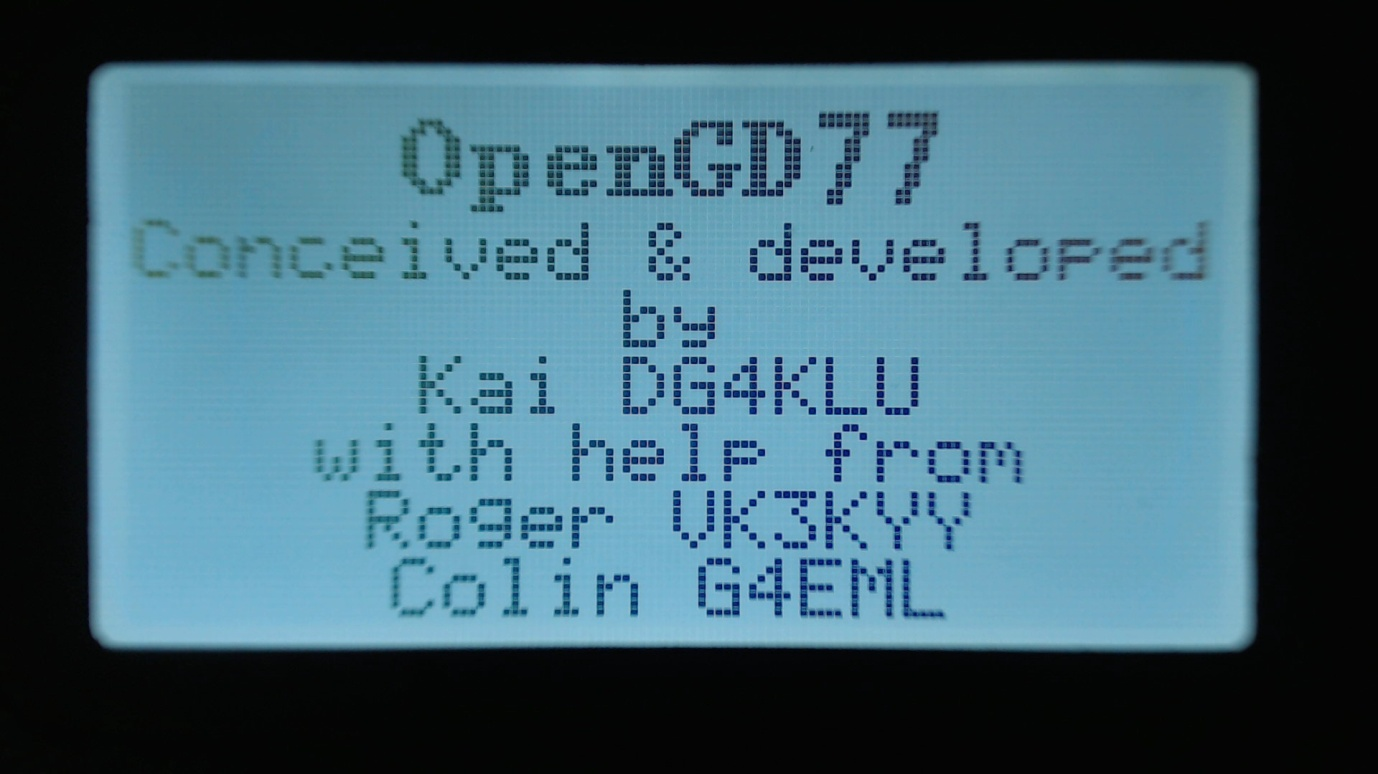 OpenGD77
Conceived & developed
by
Kai DG4KLU
with help from
Roger VK3KYY
Colin G4EML